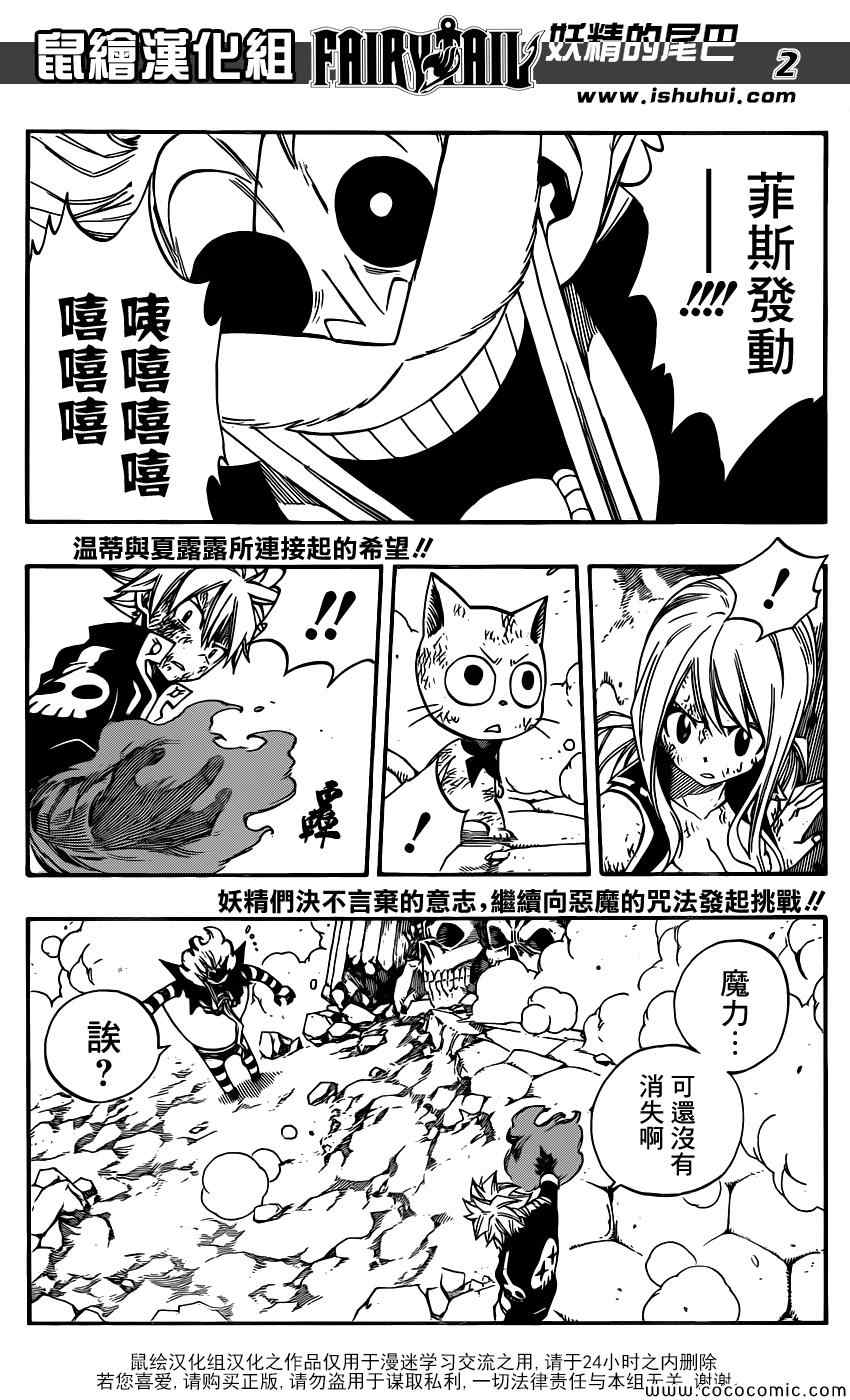 鼠繪漢化組 FAIRY TAIL 妖精的尾巴 2
www.ishuhui.com
菲斯發動
——!!!!
咦嘻嘻嘻
嘻嘻嘻
溫蒂與夏露露所連接起的希望!!
!
!
!!
轟
妖精們決不言棄的意志,繼續向惡魔的咒法發起挑戰!!
魔力…
可還沒有
消失啊
…
誒?
鼠绘汉化组汉化之作品仅用于漫迷学习交流之用,请于24小时之内删除
若您喜爱,请购买正版,请勿用于谋取私利,一切法律责任与本组无关,谢谢.
www.cococomic.com